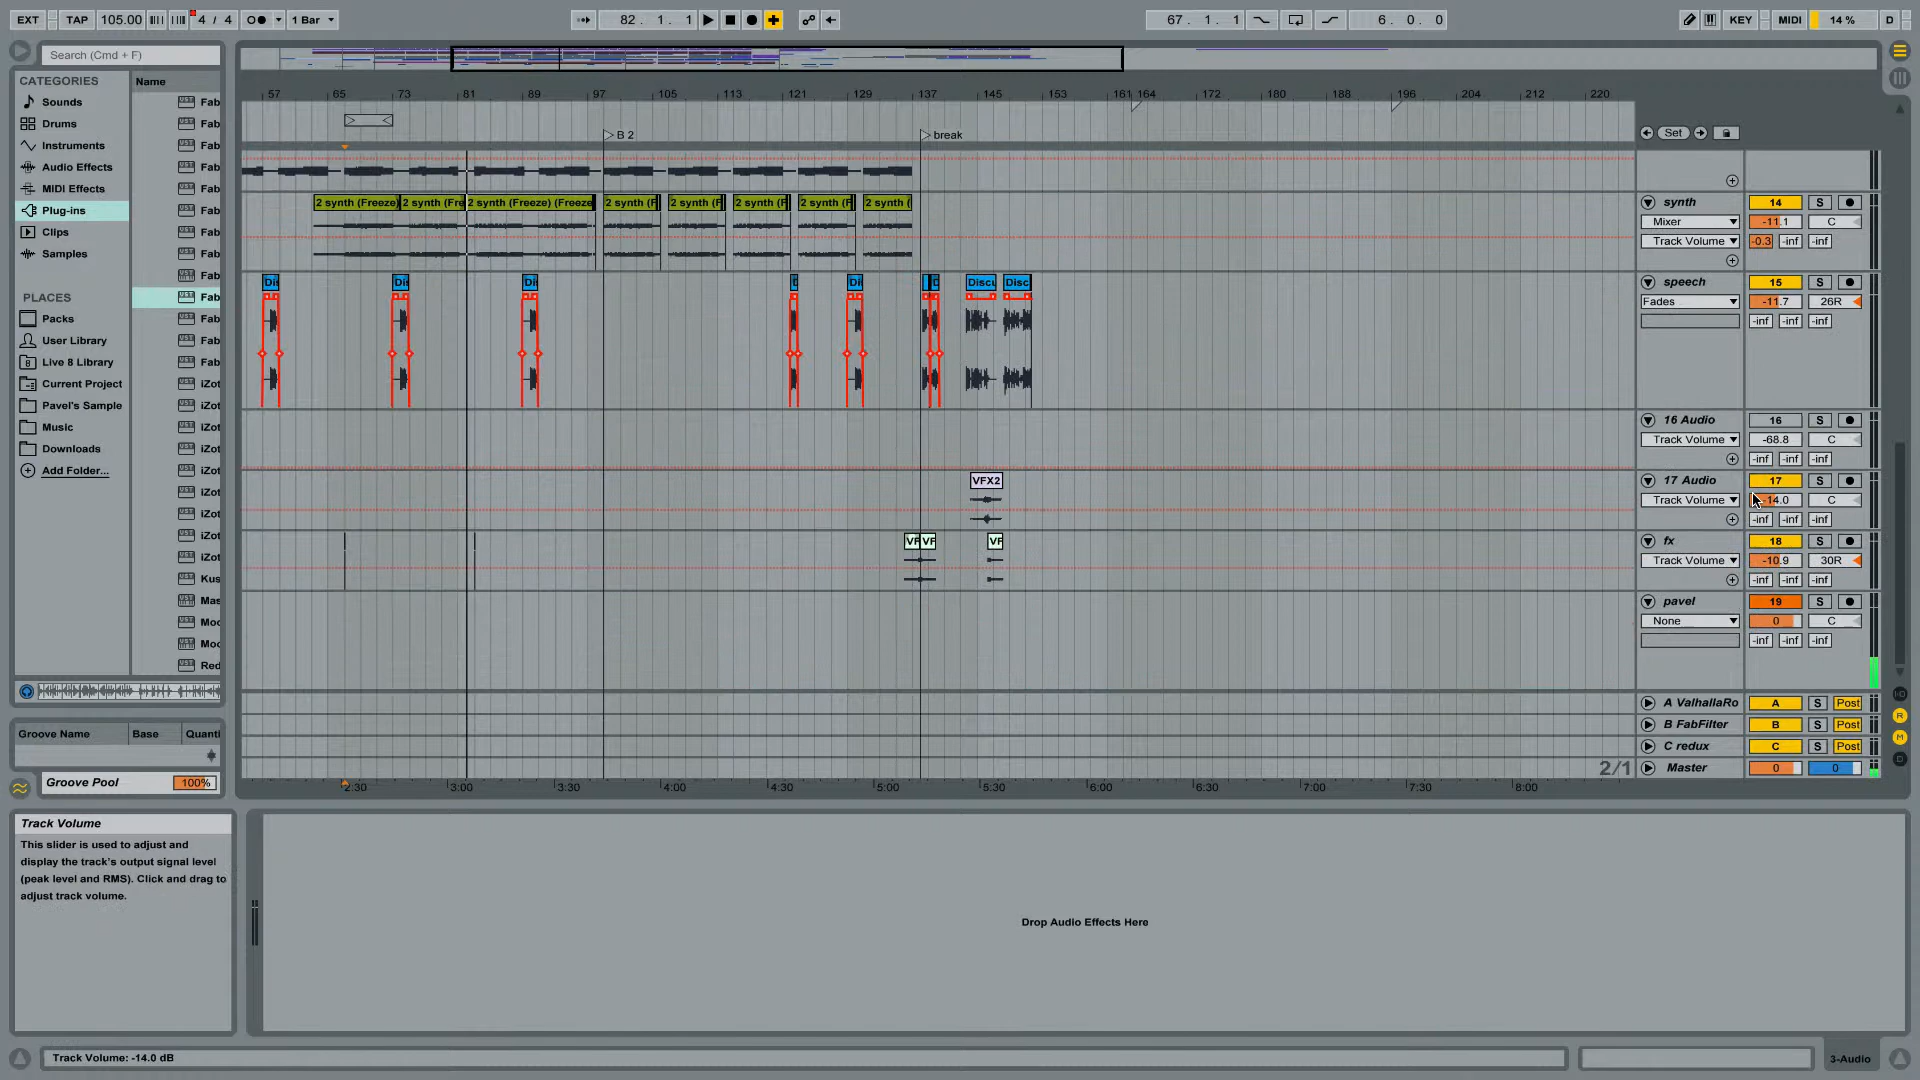 EXT TAP 105.00 4 / 4 1 Bar 82. 1. 1 67. 1. 1 6. 0. 0 KEY MIDI 14 % D
Search (Cmd + F)
CATEGORIES
Sounds
Drums
Instruments
Audio Effects
MIDI Effects
Plug-ins
Clips
Samples
PLACES
Packs
User Library
Live 8 Library
Current Project
Pavel's Sample
Music
Downloads
Add Folder...
Name
Fab
Fab
Fab
Fab
Fab
Fab
Fab
Fab
Fab
Fab
Fab
Fab
Fab
iZot
iZot
iZot
iZot
iZot
iZot
iZot
iZot
iZot
Kus
Mas
Moo
Moo
Red
57 65 73 81 89 97 105 113 121 129 137 145 153 161 164 172 180 188 196 204 212 220
B 2 break
Set
2 synth (Freeze) 2 synth (Fre 2 synth (Freeze) (Freeze 2 synth (F 2 synth (F 2 synth (F 2 synth (F 2 synth (
synth 14 S
Mixer -11.1 C
Track Volume -0.3 -inf -inf
Dis Dis Dis D Dis D Discu Disc
speech 15 S
Fades -11.7 26R
-inf -inf -inf
16 Audio 16 S
Track Volume -68.8 C
-inf -inf -inf
VFX2
17 Audio 17 S
Track Volume -14.0 C
-inf -inf -inf
VF VF VF
fx 18 S
Track Volume -10.9 30R
-inf -inf -inf
pavel 19 S
None 0 C
-inf -inf -inf
A ValhallaRo A S Post
B FabFilter B S Post
C redux C S Post
2/1 Master 0 0
2:30 3:00 3:30 4:00 4:30 5:00 5:30 6:00 6:30 7:00 7:30 8:00
Groove Name Base Quanti
Groove Pool 100%
Track Volume
This slider is used to adjust and
display the track's output signal level
(peak level and RMS). Click and drag to
adjust track volume.
Drop Audio Effects Here
Track Volume: -14.0 dB
3-Audio